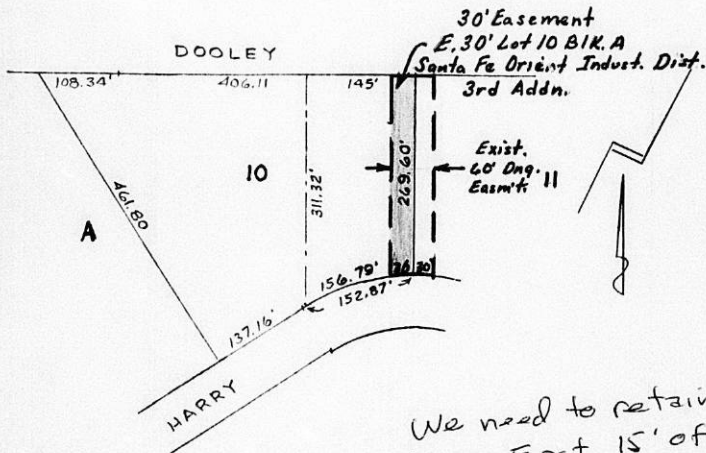 30' Easement
E. 30' Lot 10 Blk. A
Santa Fe Orient Indust. Dist.
3rd Addn.
DOOLEY
108.34'
406.11
145'
Exist.
60' Dng.
Easm't.
11
10
A
461.80
311.32'
269.60'
156.79'
152.87'
30
30'
137.16'
HARRY
We need to retain
East 15' of